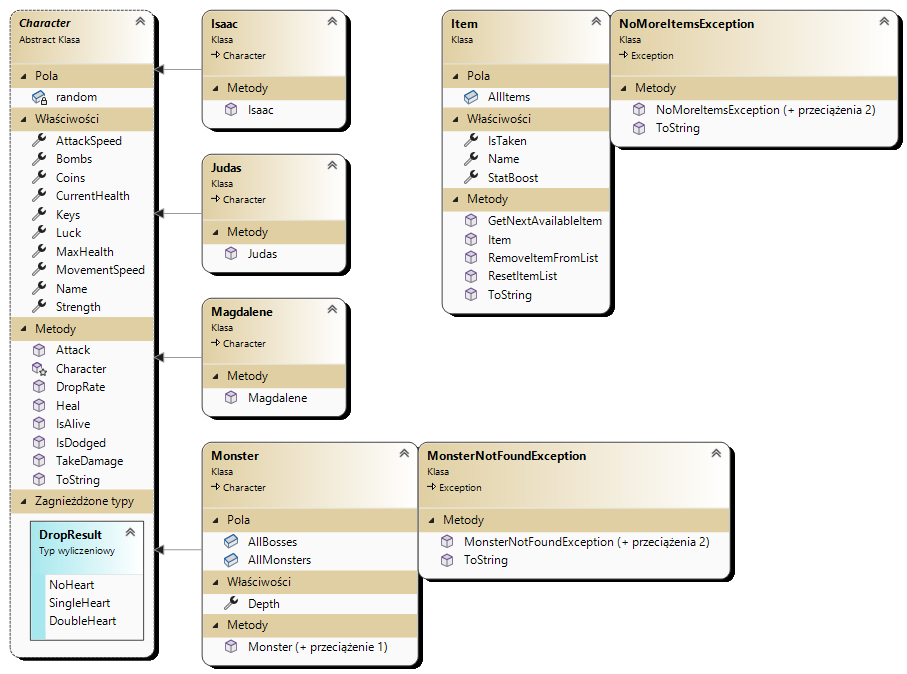 Character
Abstract Klasa
Pola
random
Właściwości
AttackSpeed
Bombs
Coins
CurrentHealth
Keys
Luck
MaxHealth
MovementSpeed
Name
Strength
Metody
Attack
Character
DropRate
Heal
IsAlive
IsDodged
TakeDamage
ToString
Zagnieżdżone typy
DropResult
Typ wyliczeniowy
NoHeart
SingleHeart
DoubleHeart
Isaac
Klasa
Character
Metody
Isaac
Judas
Klasa
Character
Metody
Judas
Magdalene
Klasa
Character
Metody
Magdalene
Monster
Klasa
Character
Pola
AllBosses
AllMonsters
Właściwości
Depth
Metody
Monster (+ przeciążenie 1)
MonsterNotFoundException
Klasa
Exception
Metody
MonsterNotFoundException (+ przeciążenia 2)
ToString
Item
Klasa
Pola
AllItems
Właściwości
IsTaken
Name
StatBoost
Metody
GetNextAvailableItem
Item
RemoveItemFromList
ResetItemList
ToString
NoMoreItemsException
Klasa
Exception
Metody
NoMoreItemsException (+ przeciążenia 2)
ToString